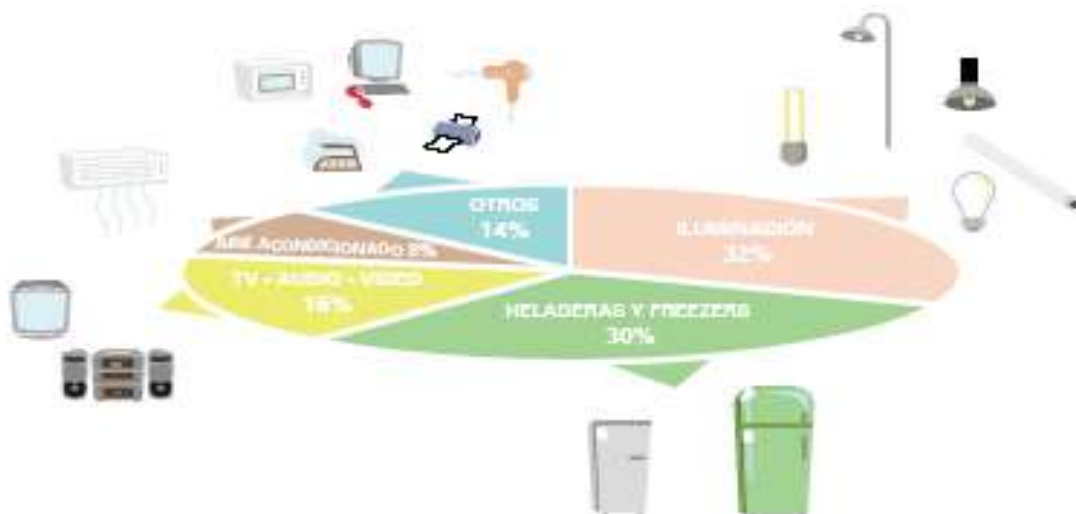 OTROS
14%
ILUMINACIÓN
32%
AIRE ACONDICIONADO 8%
TV - AUDIO - VIDEO
16%
HELADERAS Y FREEZERS
30%